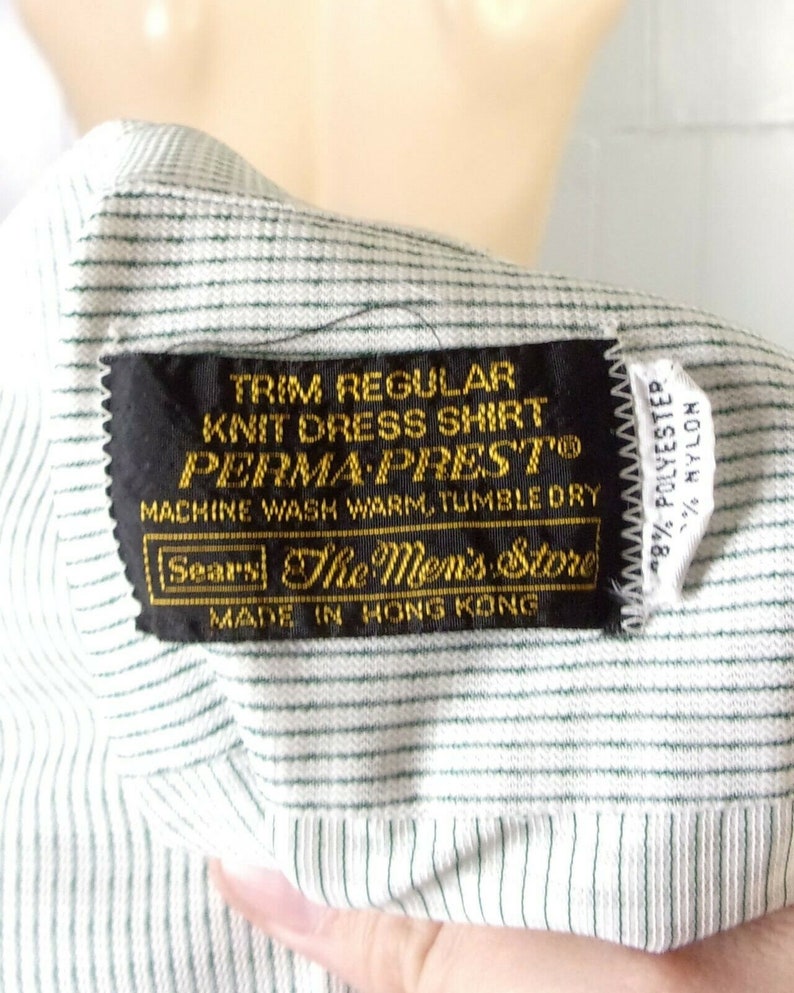 TRIM REGULAR
KNIT DRESS SHIRT
PERMA·PREST®
MACHINE WASH WARM, TUMBLE DRY
Sears The Men's Store
MADE IN HONG KONG
POLYESTER
% NYLON